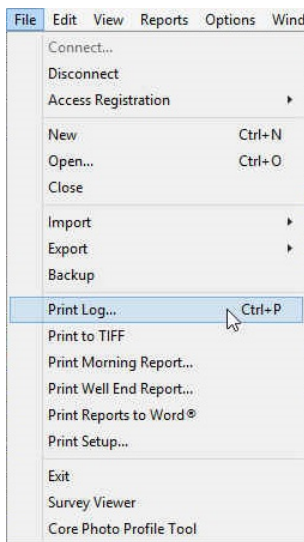 File Edit View Reports Options Wind
Connect...
Disconnect
Access Registration
New Ctrl+N
Open... Ctrl+O
Close
Import
Export
Backup
Print Log... Ctrl+P
Print to TIFF
Print Morning Report...
Print Well End Report...
Print Reports to Word®
Print Setup...
Exit
Survey Viewer
Core Photo Profile Tool